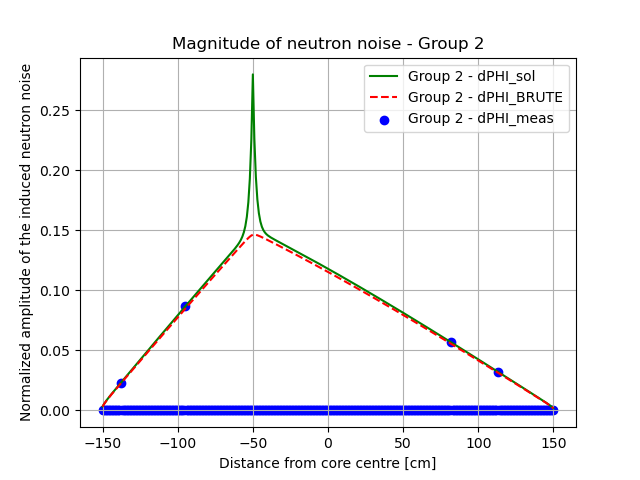 Magnitude of neutron noise - Group 2
Normalized amplitude of the induced neutron noise
0.25
0.20
0.15
0.10
0.05
0.00
Group 2 - dPHI_sol
Group 2 - dPHI_BRUTE
Group 2 - dPHI_meas
−150 −100 −50 0 50 100 150
Distance from core centre [cm]